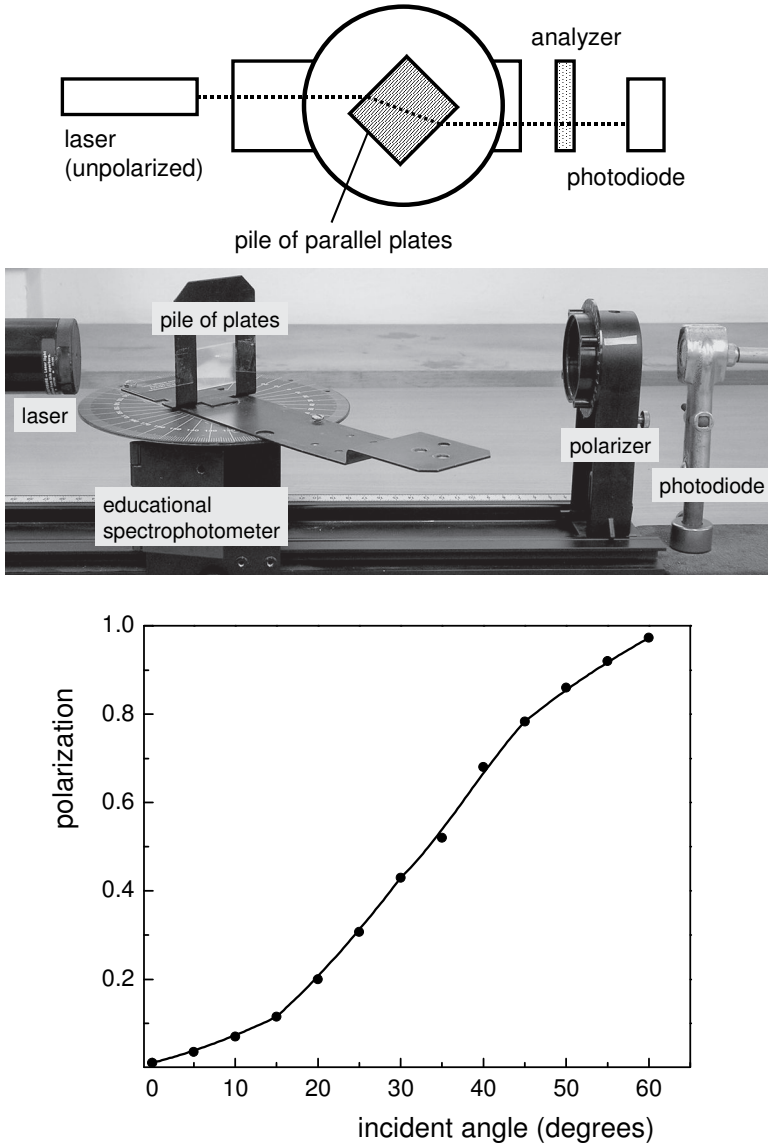 analyzer
laser
(unpolarized)
photodiode
pile of parallel plates
pile of plates
laser
polarizer
photodiode
educational
spectrophotometer
1.0
0.8
0.6
0.4
0.2
polarization
0 10 20 30 40 50 60
incident angle (degrees)